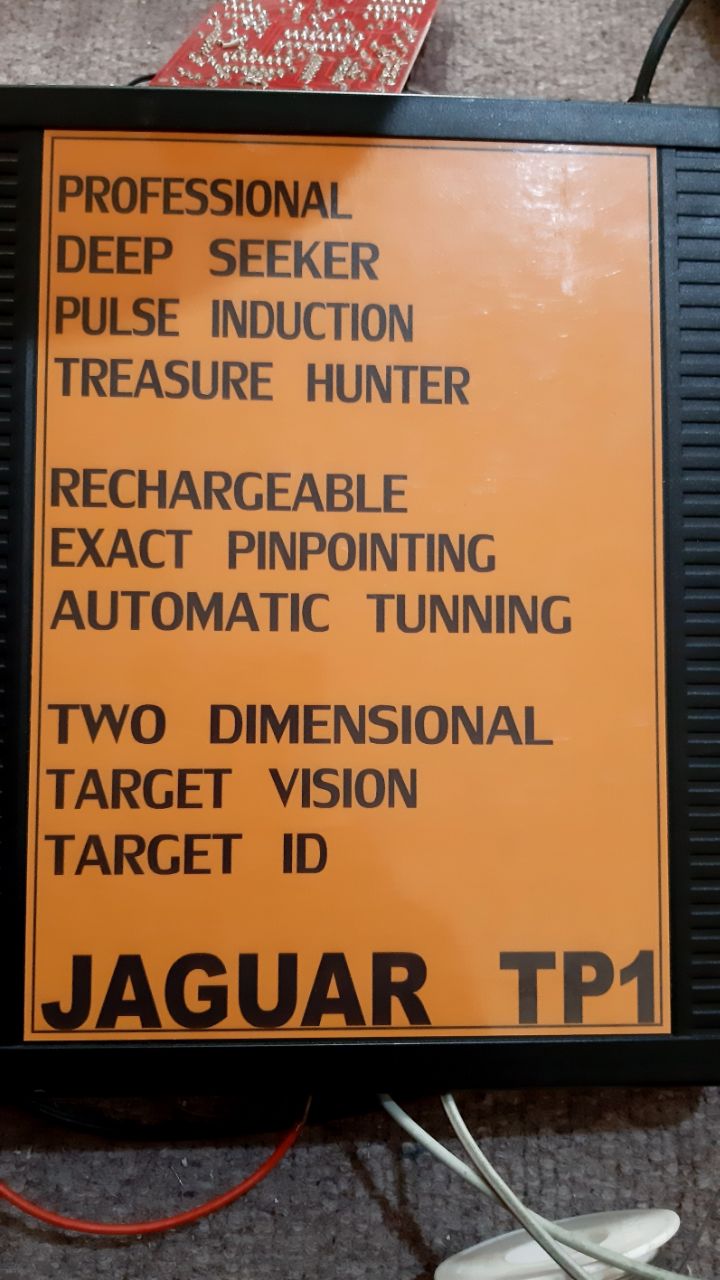 PROFESSIONAL
DEEP SEEKER
PULSE INDUCTION
TREASURE HUNTER
RECHARGEABLE
EXACT PINPOINTING
AUTOMATIC TUNNING
TWO DIMENSIONAL
TARGET VISION
TARGET ID
JAGUAR TP1